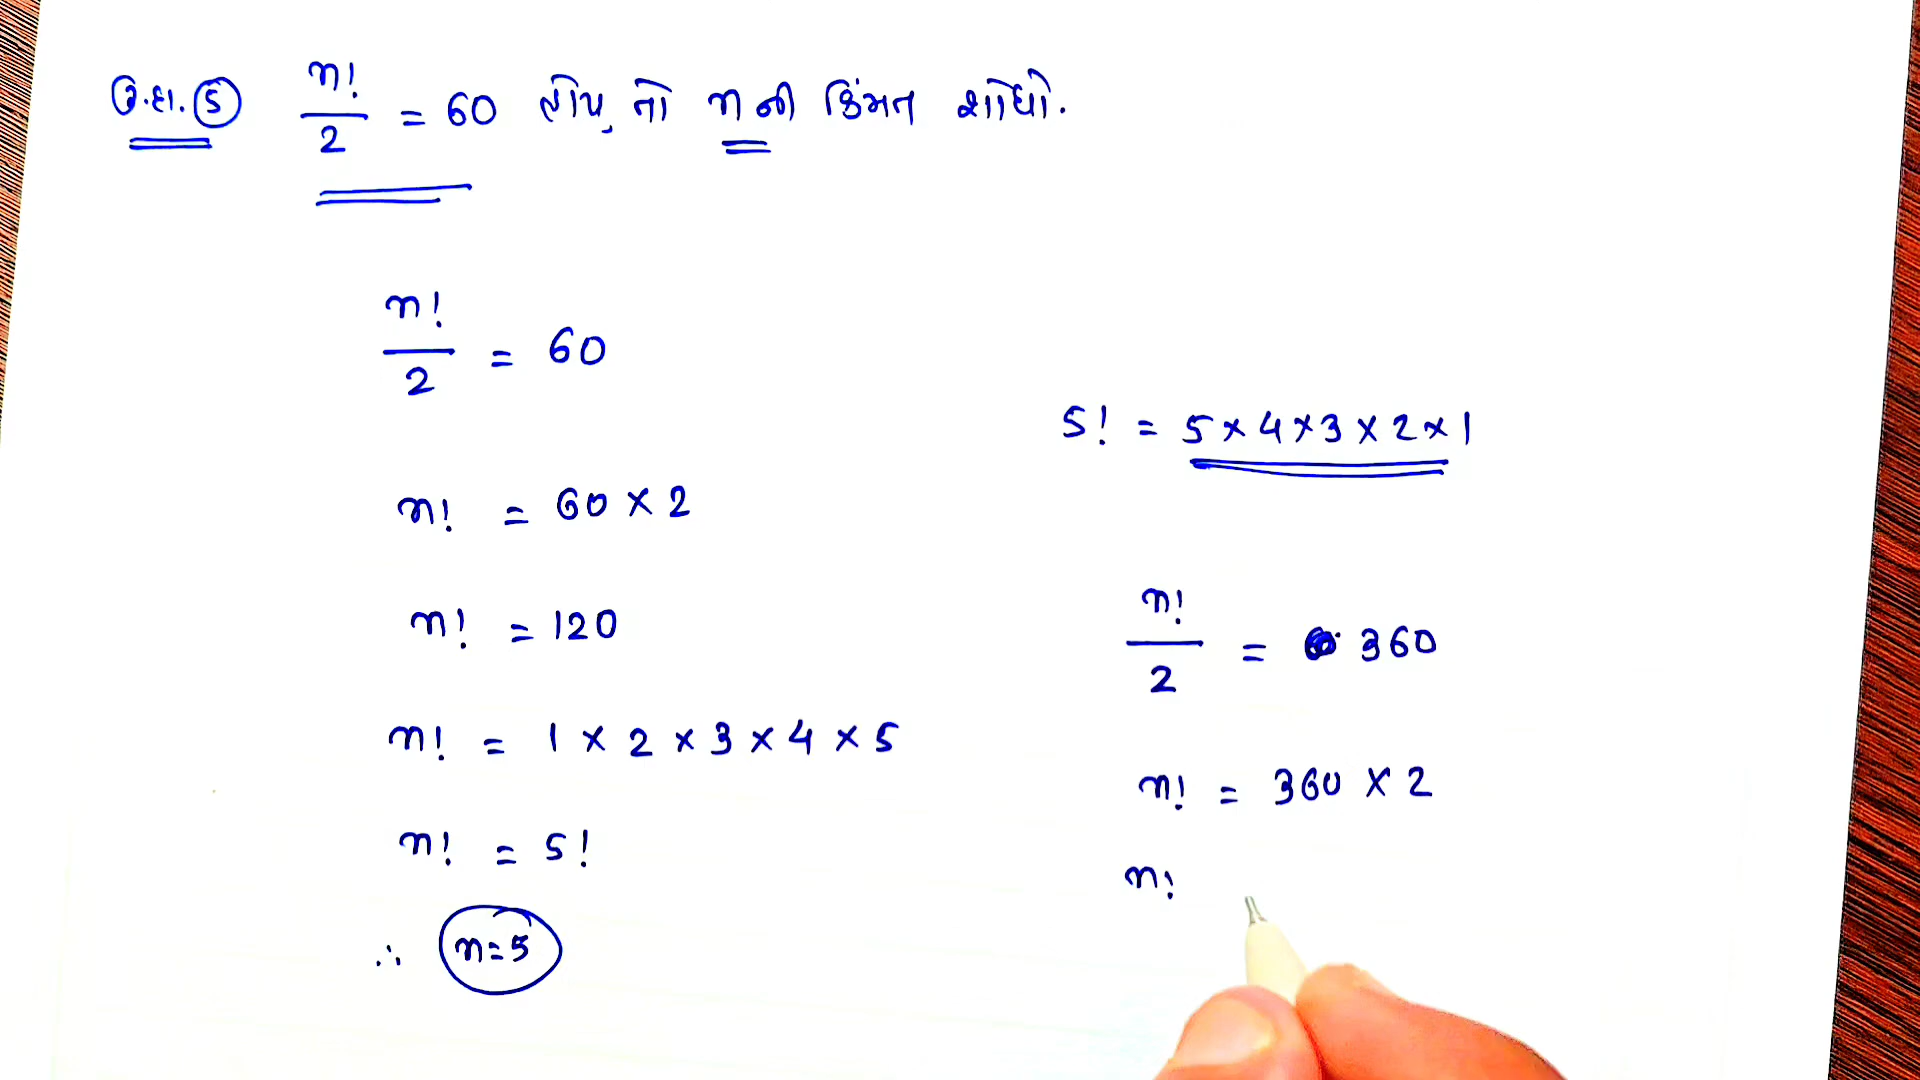 ઉ.દા. 5 n!/2 = 60 હોય, તો n ની કિંમત શોધો.
n!/2 = 60
n! = 60 × 2
n! = 120
n! = 1 × 2 × 3 × 4 × 5
n! = 5!
∴ n = 5
5! = 5 × 4 × 3 × 2 × 1
n!/2 = 360
n! = 360 × 2
n!